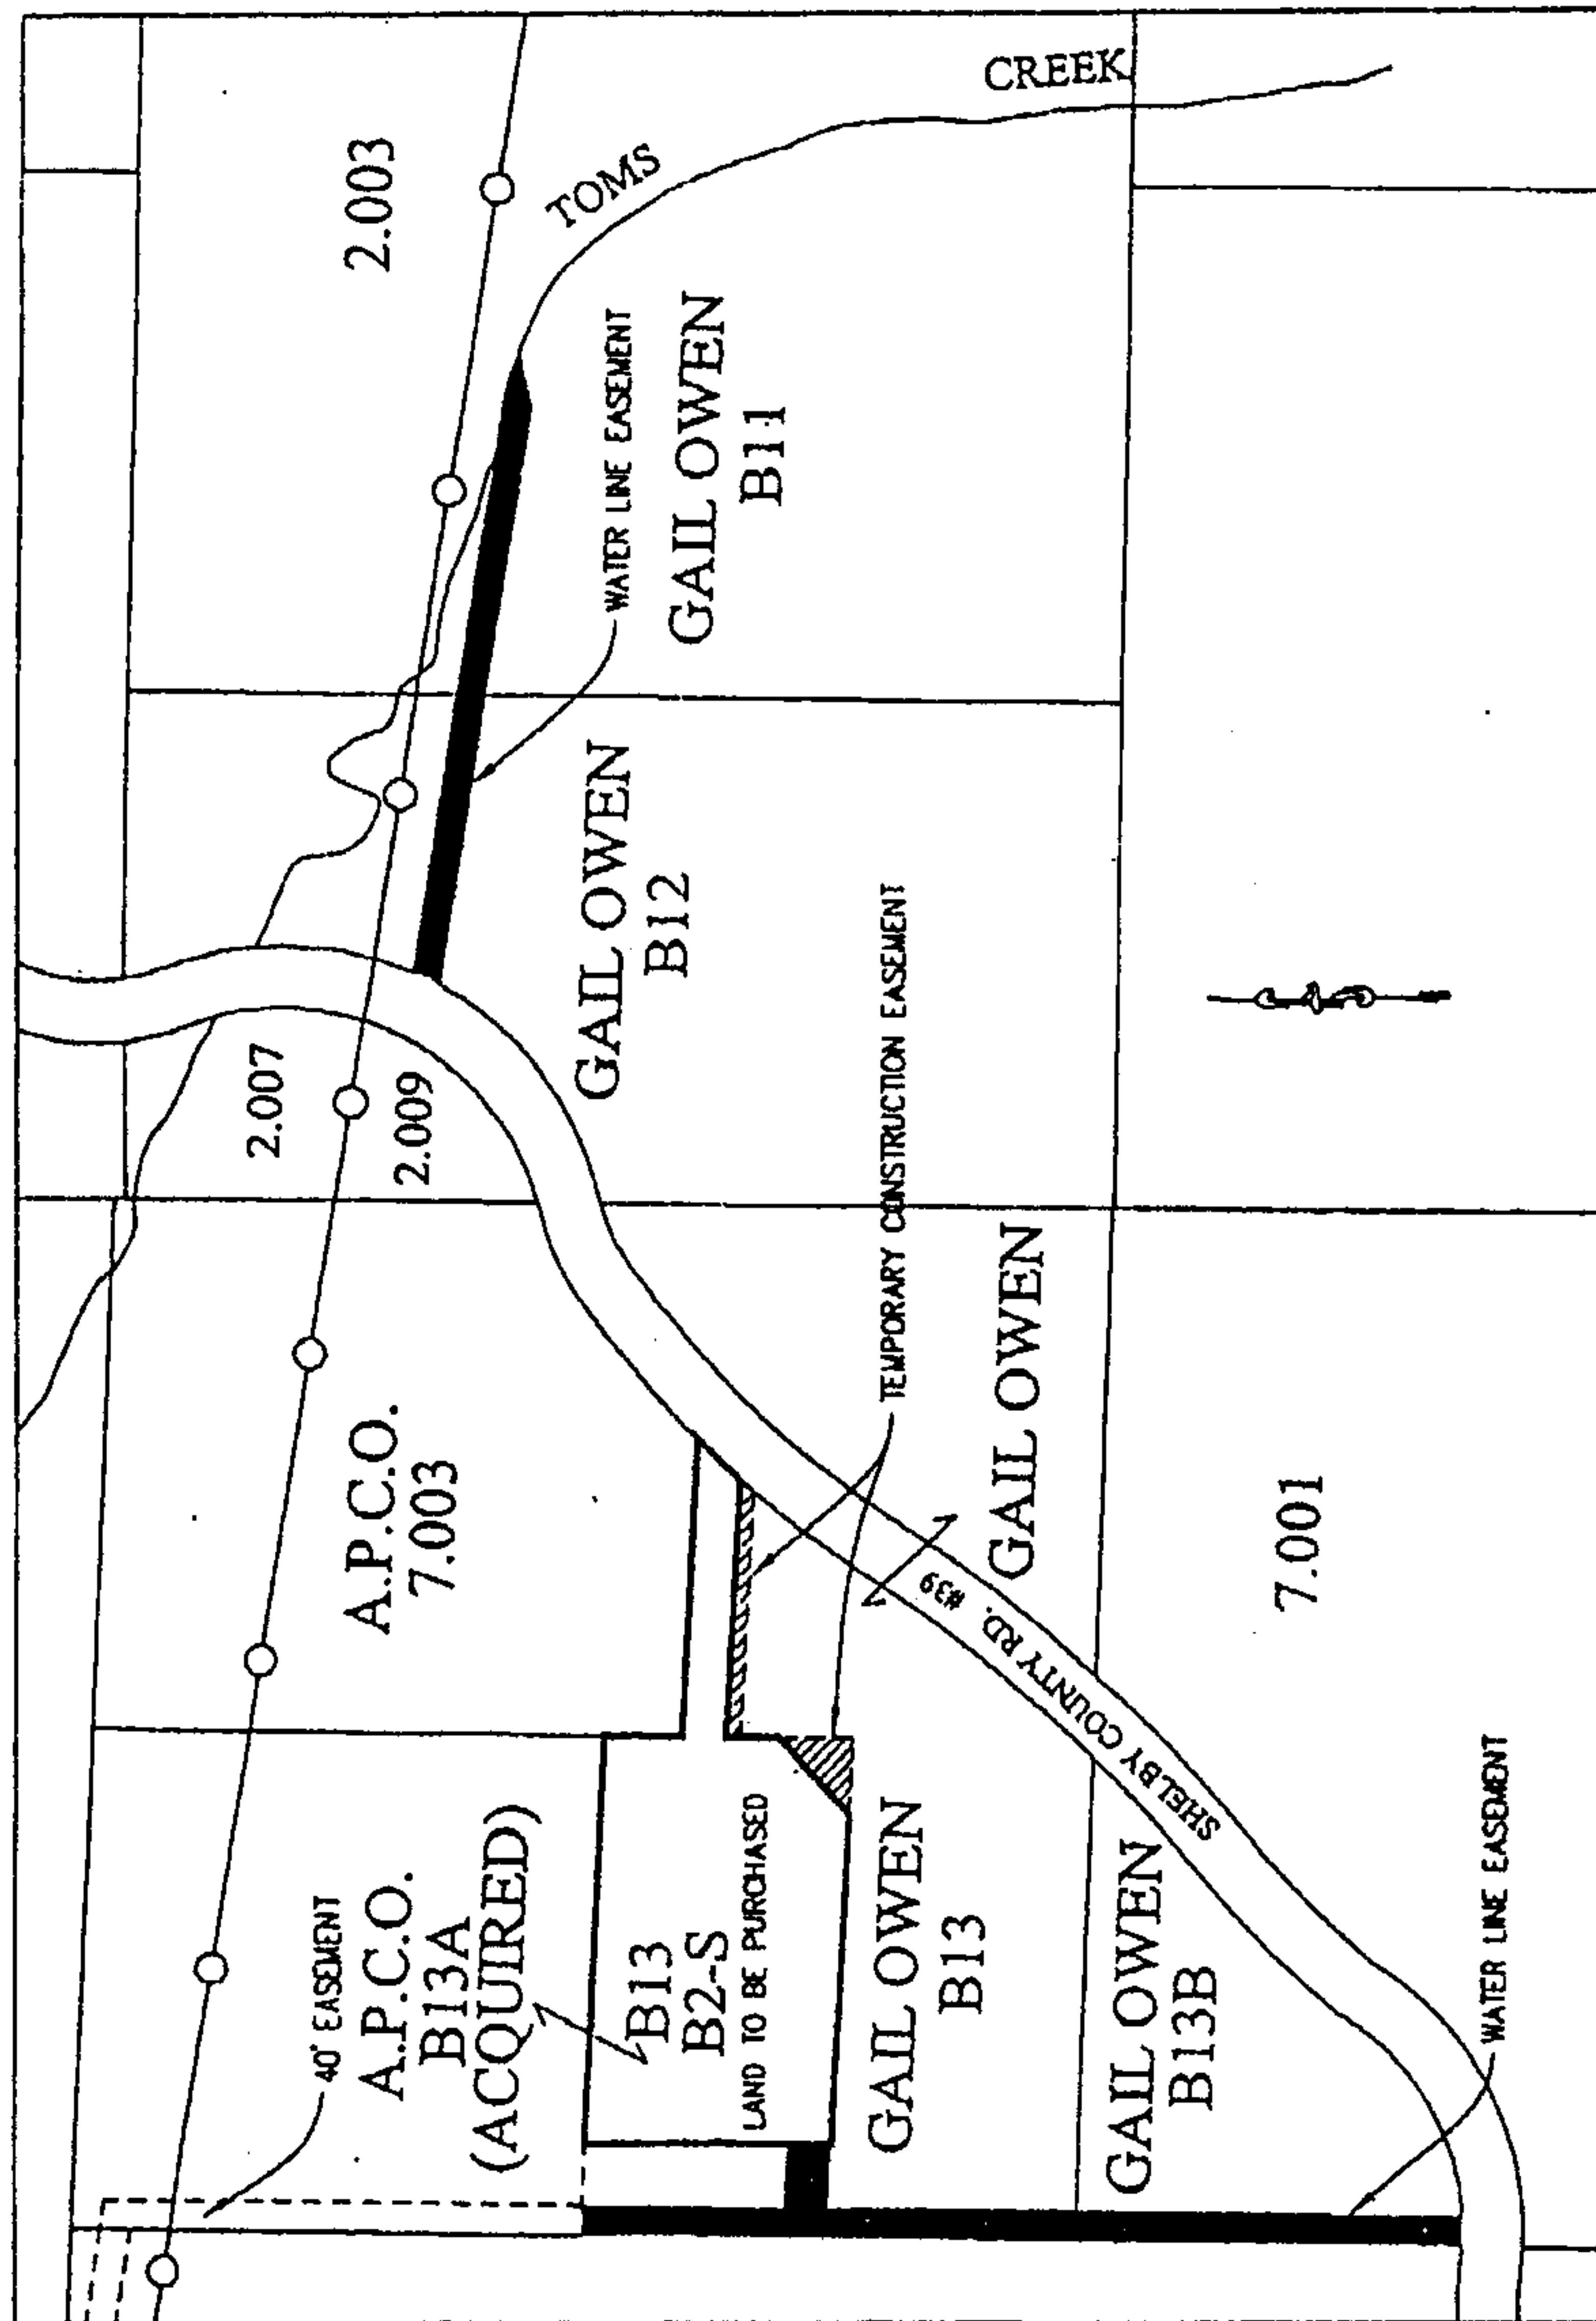 40' EASEMENT
A.P.C.O.
B13A
(ACQUIRED)
B13
B2-S
LAND TO BE PURCHASED
GAIL OWEN
B13
GAIL OWEN
B13B
WATER LINE EASEMENT
A.P.C.O.
7.003
SHELBY COUNTY RD. #39
7.001
GAIL OWEN
TEMPORARY CONSTRUCTION EASEMENT
2.007
2.009
GAIL OWEN
B12
WATER LINE EASEMENT
GAIL OWEN
B11
2.003
TOMS
CREEK